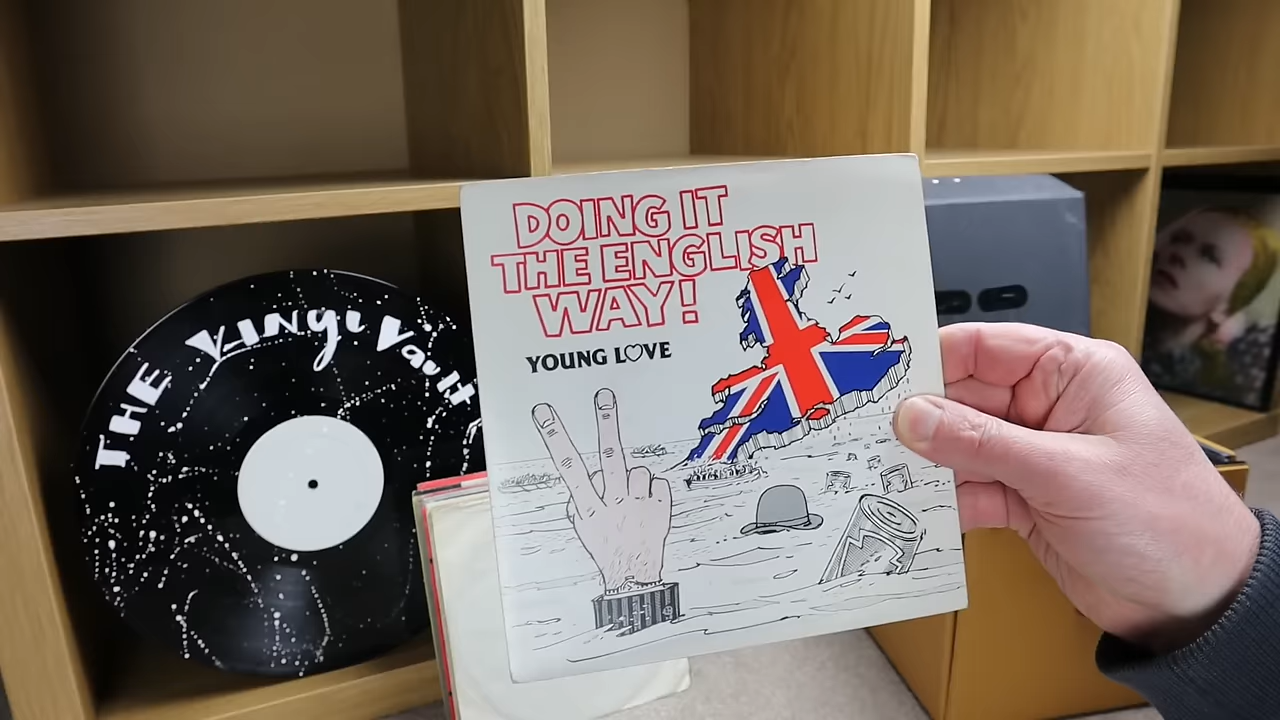 THE Vinyl Vault
DOING IT
THE ENGLISH
WAY!
YOUNG LOVE